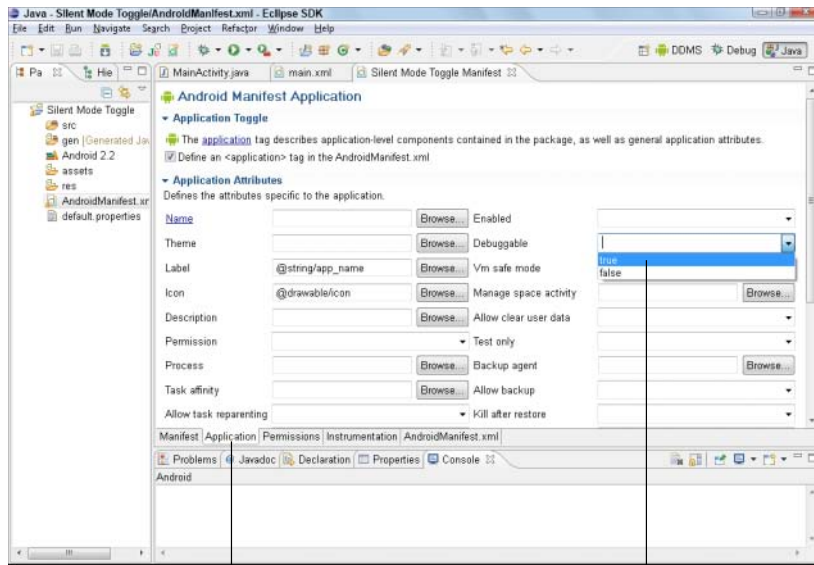 Java - Silent Mode Toggle/AndroidManifest.xml - Eclipse SDK
File Edit Run Navigate Search Project Refactor Window Help
DDMS Debug Java
Pa Hie MainActivity.java main.xml Silent Mode Toggle Manifest
Silent Mode Toggle
src
gen [Generated Jav
Android 2.2
assets
res
AndroidManifest.xr
default.properties
Android Manifest Application
Application Toggle
The application tag describes application-level components contained in the package, as well as general application attributes.
Define an <application> tag in the AndroidManifest.xml
Application Attributes
Defines the attributes specific to the application.
Name Browse... Enabled
Theme Browse... Debuggable
true
false
Label @string/app_name Browse... Vm safe mode
Icon @drawable/icon Browse... Manage space activity Browse...
Description Browse... Allow clear user data
Permission Test only
Process Browse... Backup agent Browse...
Task affinity Browse... Allow backup
Allow task reparenting Kill after restore
Manifest Application Permissions Instrumentation AndroidManifest.xml
Problems Javadoc Declaration Properties Console
Android